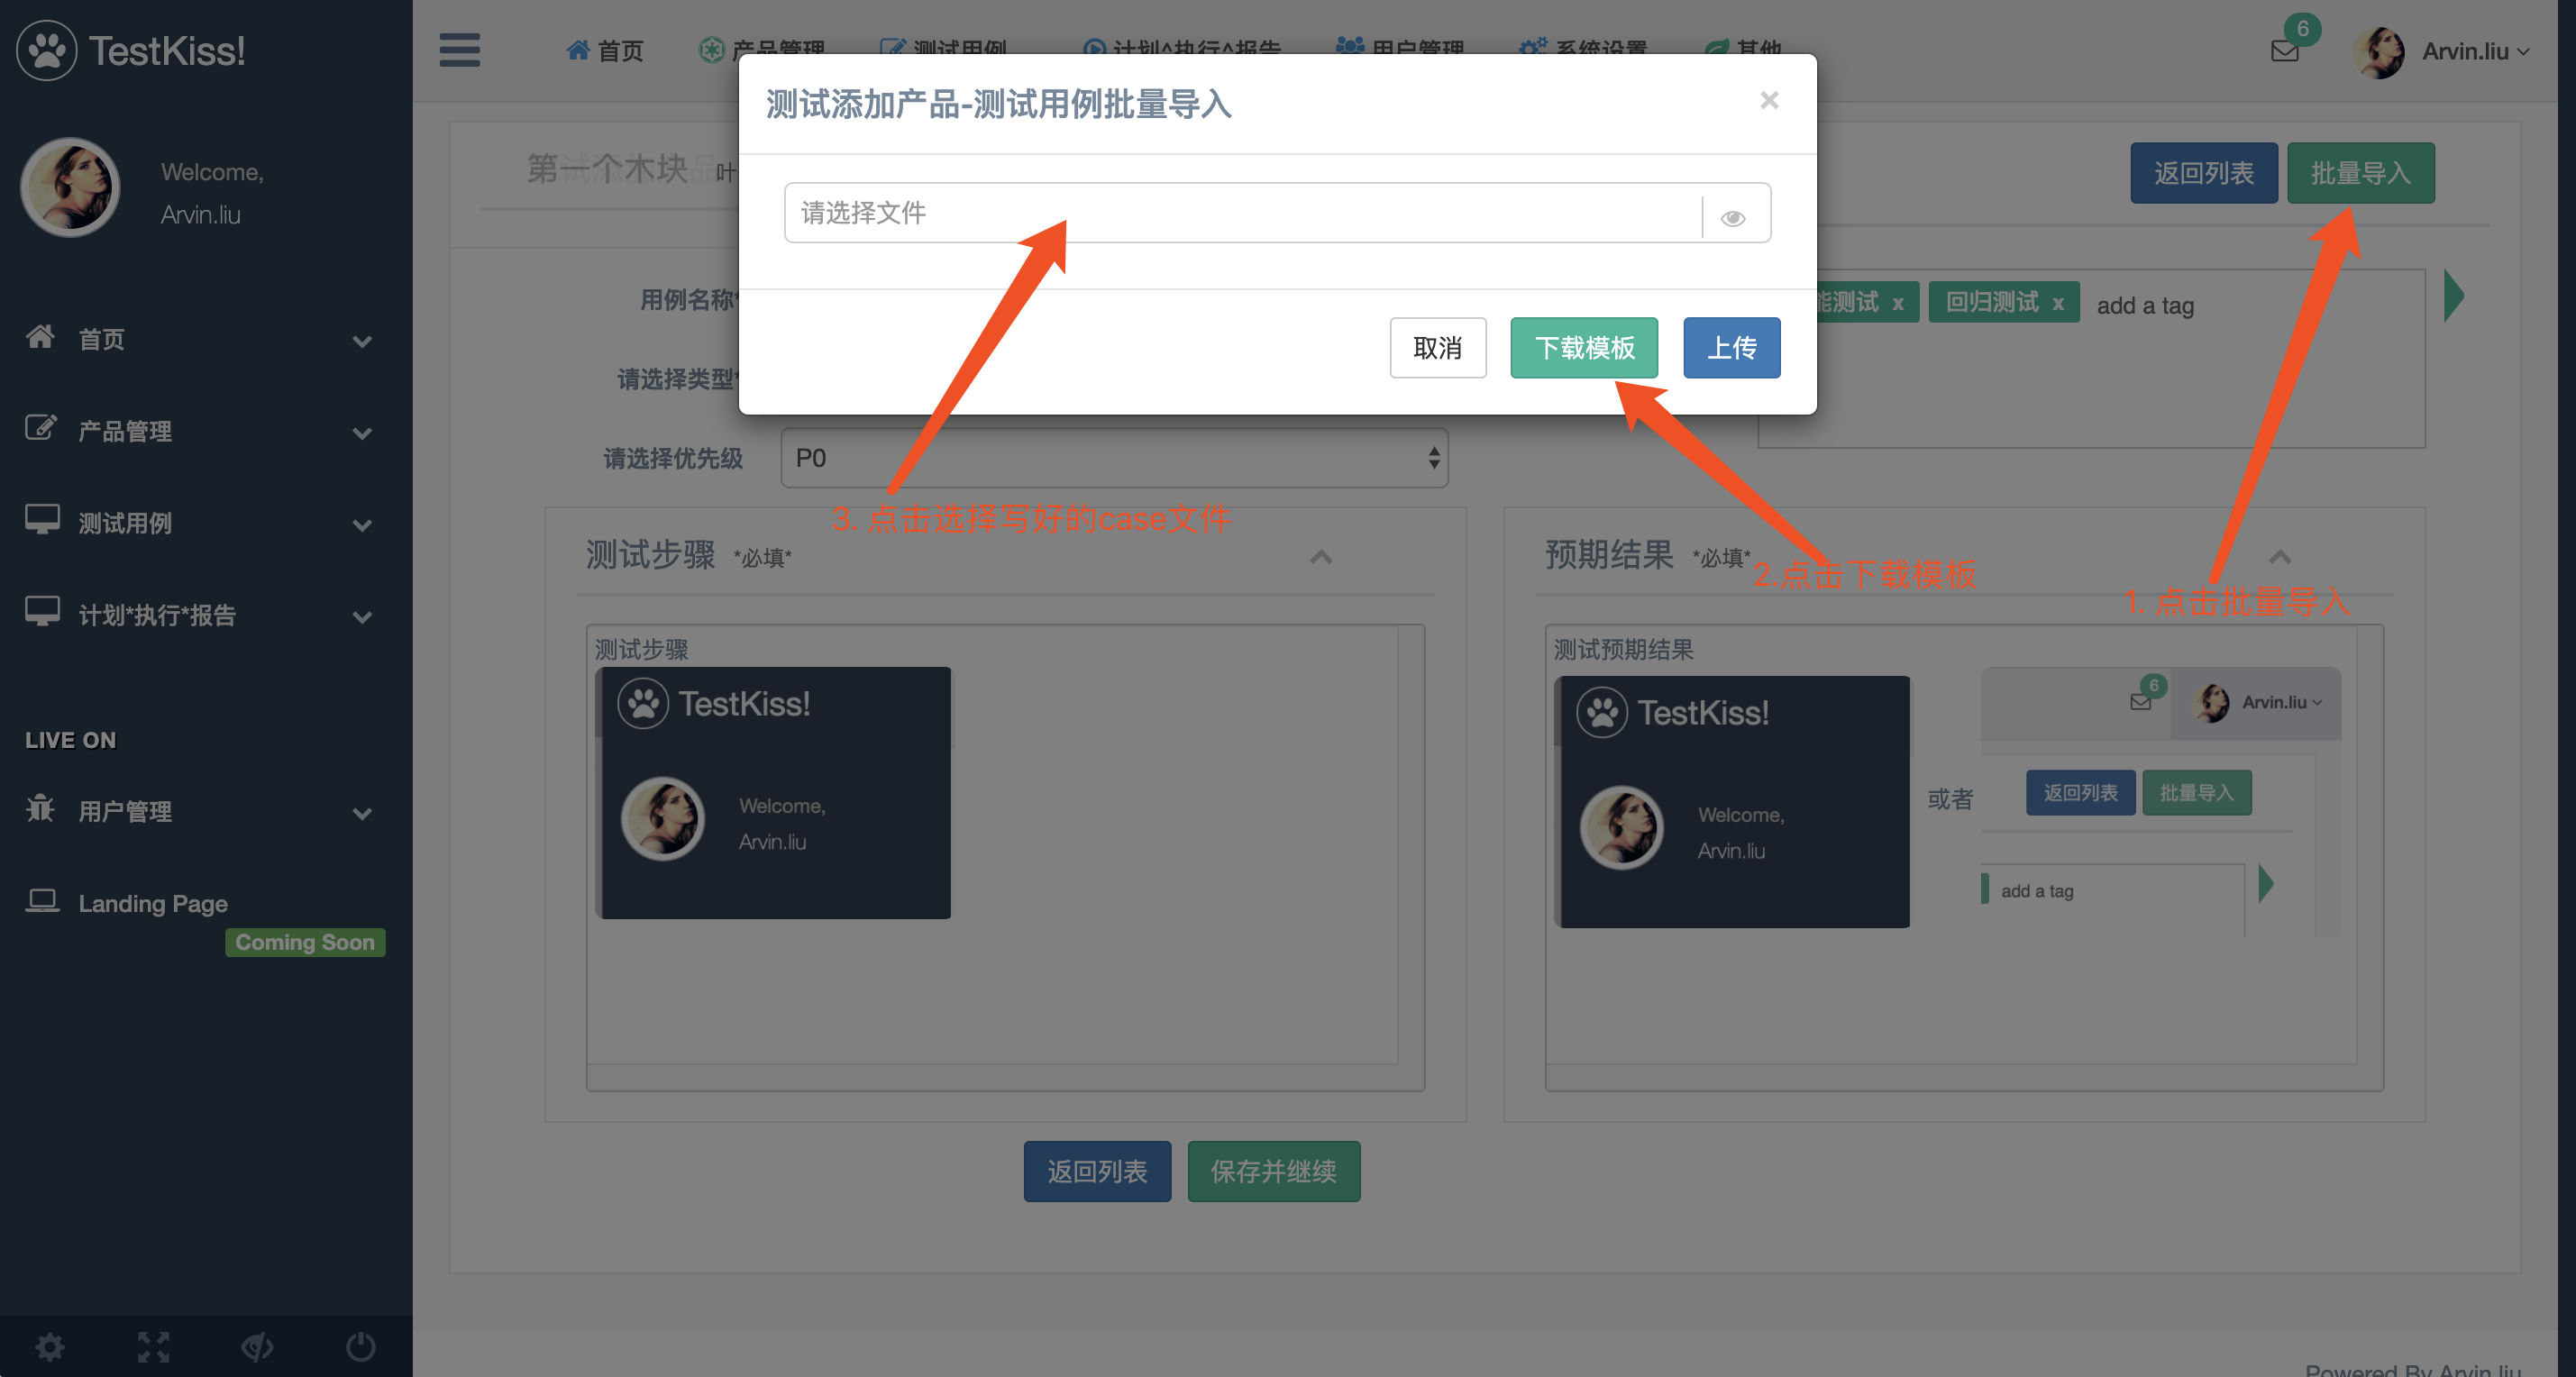 TestKiss!
首页
产品管理
测试用例
计划^执行^报告
用户管理
系统设置
其他
6
Arvin.liu
Welcome,
Arvin.liu
首页
产品管理
测试用例
计划*执行*报告
LIVE ON
用户管理
Landing Page
Coming Soon
测试添加产品-测试用例批量导入
×
请选择文件
取消
下载模板
上传
返回列表
批量导入
用例名称*
请选择类型*
能测试 x
回归测试 x
add a tag
请选择优先级
P0
3. 点击选择写好的case文件
2.点击下载模板
1. 点击批量导入
测试步骤 *必填*
预期结果 *必填*
测试步骤
TestKiss!
Welcome,
Arvin.liu
测试预期结果
TestKiss!
Welcome,
Arvin.liu
或者
6
Arvin.liu
返回列表
批量导入
add a tag
返回列表
保存并继续
Powered By Arvin.liu